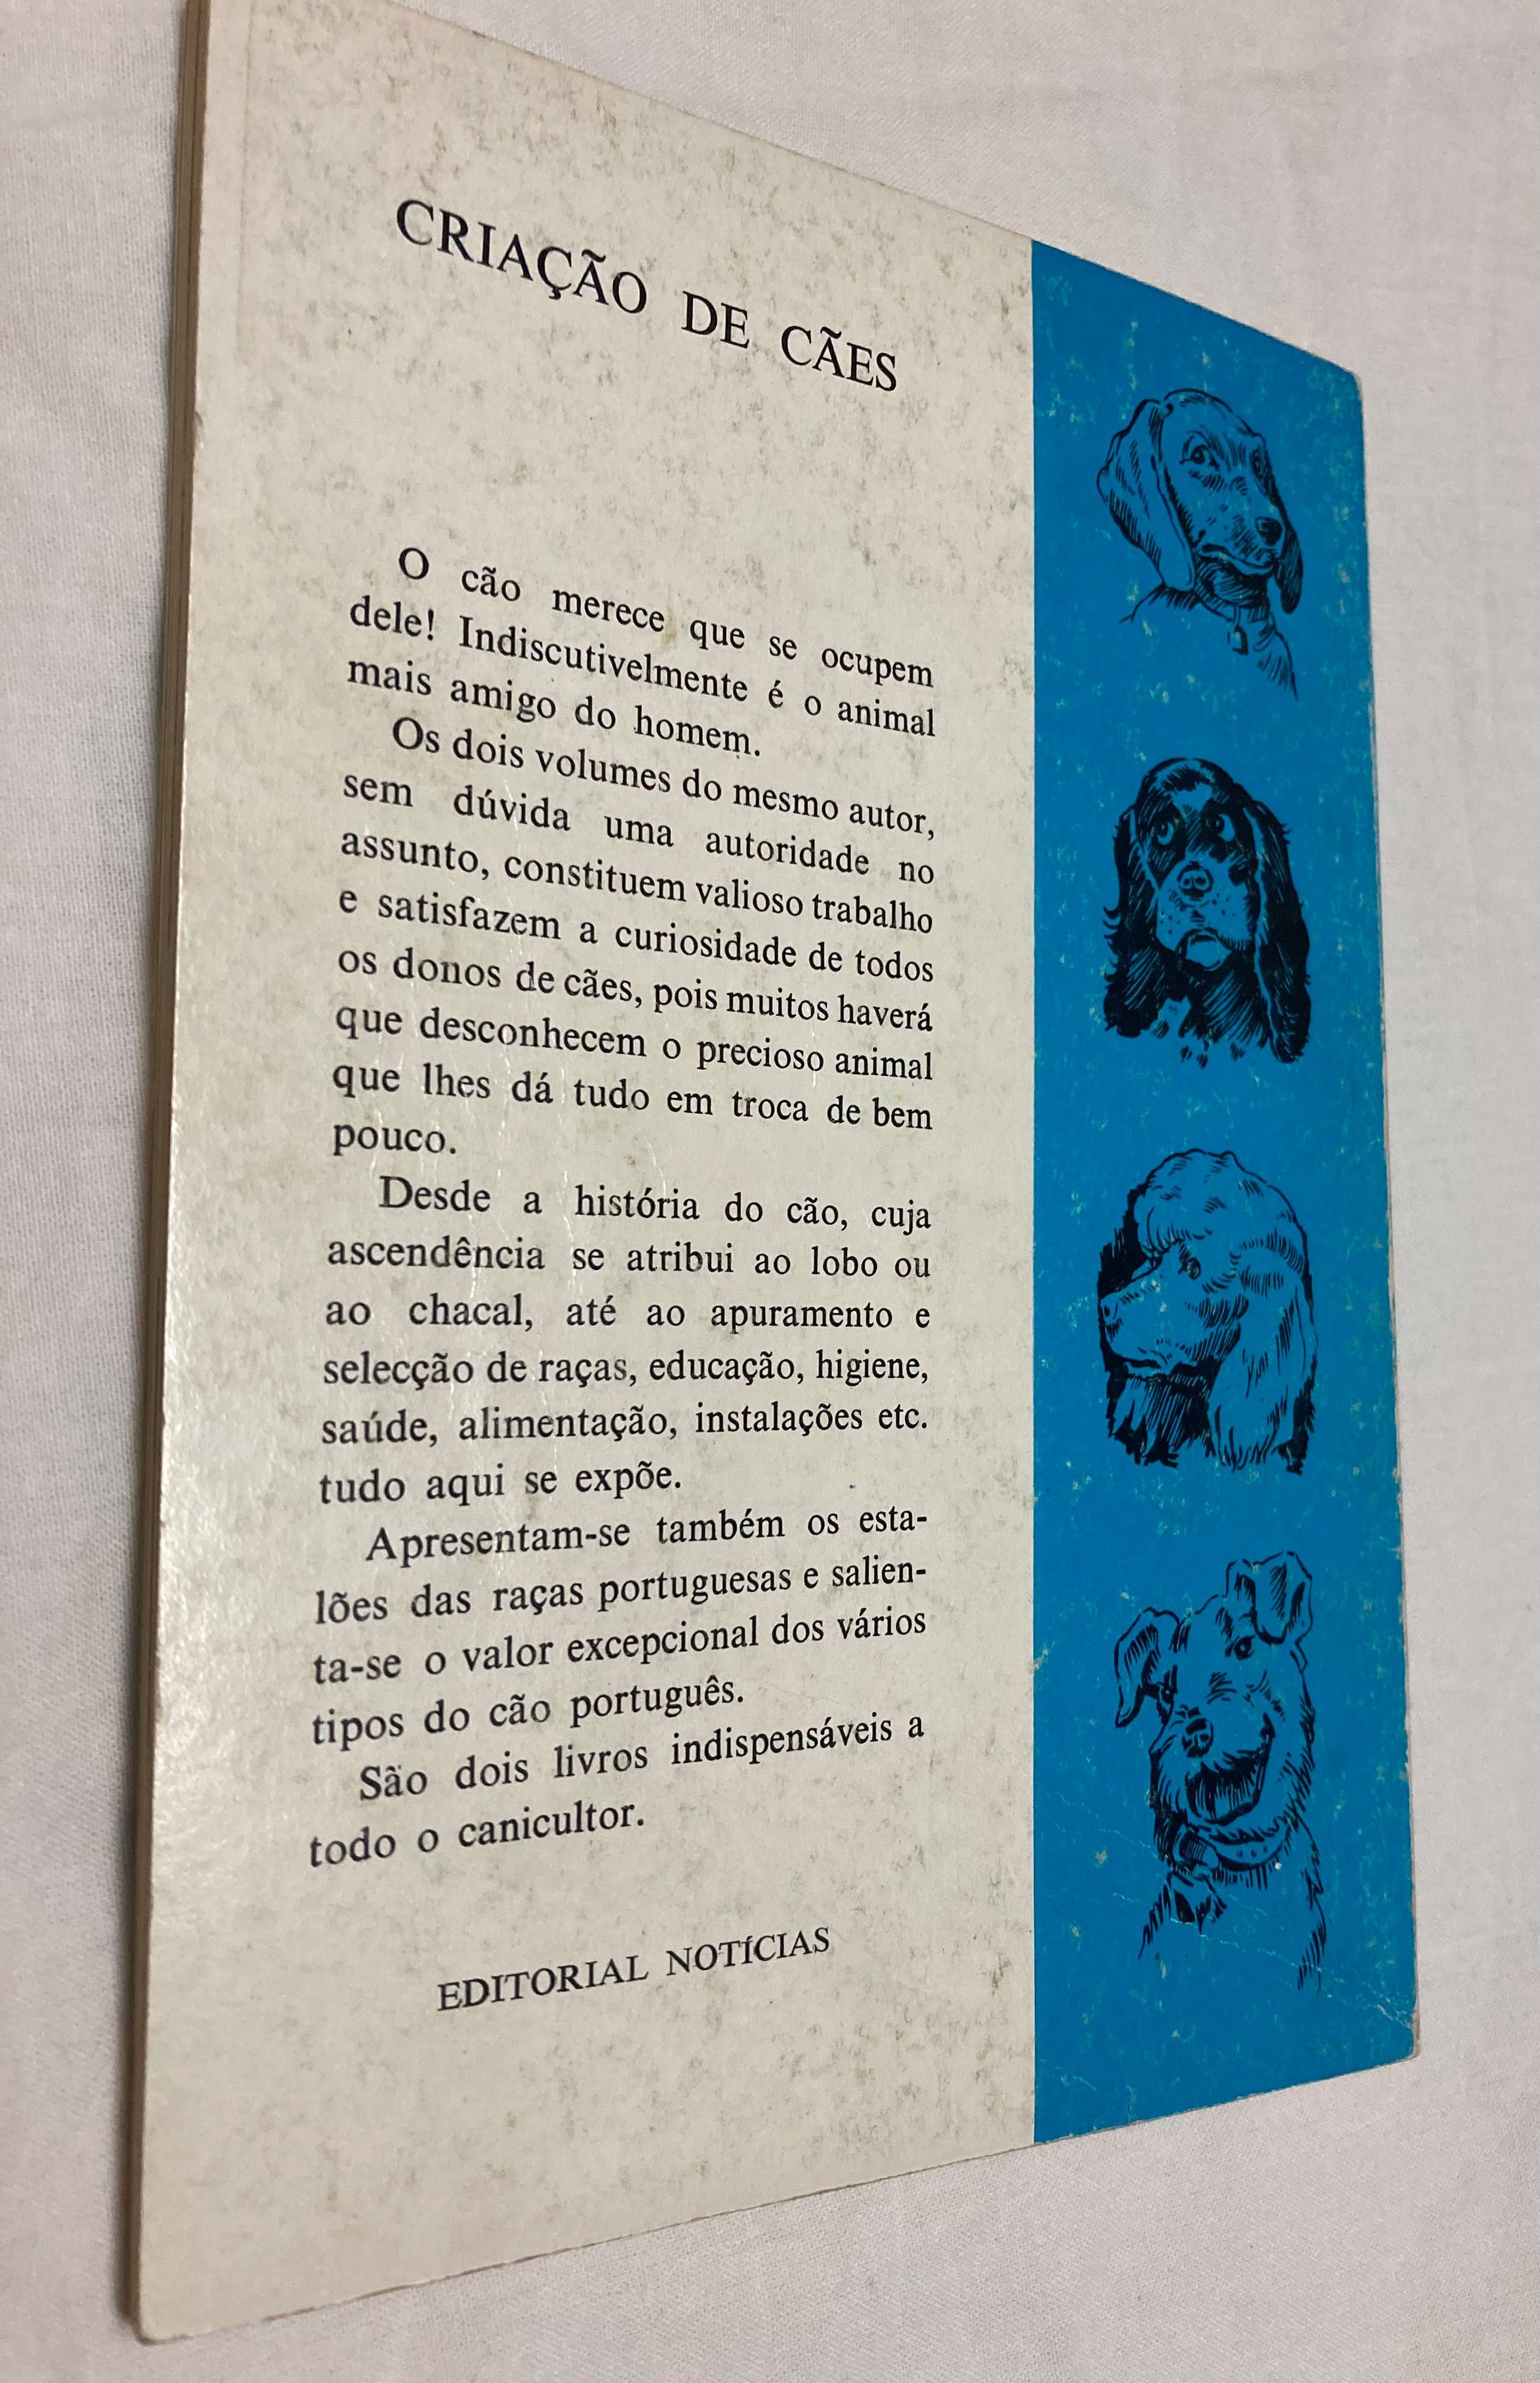 CRIAÇÃO DE CÃES
O cão merece que se ocupem
dele! Indiscutivelmente é o animal
mais amigo do homem.
Os dois volumes do mesmo autor,
sem dúvida uma autoridade no
assunto, constituem valioso trabalho
e satisfazem a curiosidade de todos
os donos de cães, pois muitos haverá
que desconhecem o precioso animal
que lhes dá tudo em troca de bem
pouco.
Desde a história do cão, cuja
ascendência se atribui ao lobo ou
ao chacal, até ao apuramento e
selecção de raças, educação, higiene,
saúde, alimentação, instalações etc.
tudo aqui se expõe.
Apresentam-se também os esta-
lões das raças portuguesas e salien-
ta-se o valor excepcional dos vários
tipos do cão português.
São dois livros indispensáveis a
todo o canicultor.
EDITORIAL NOTÍCIAS